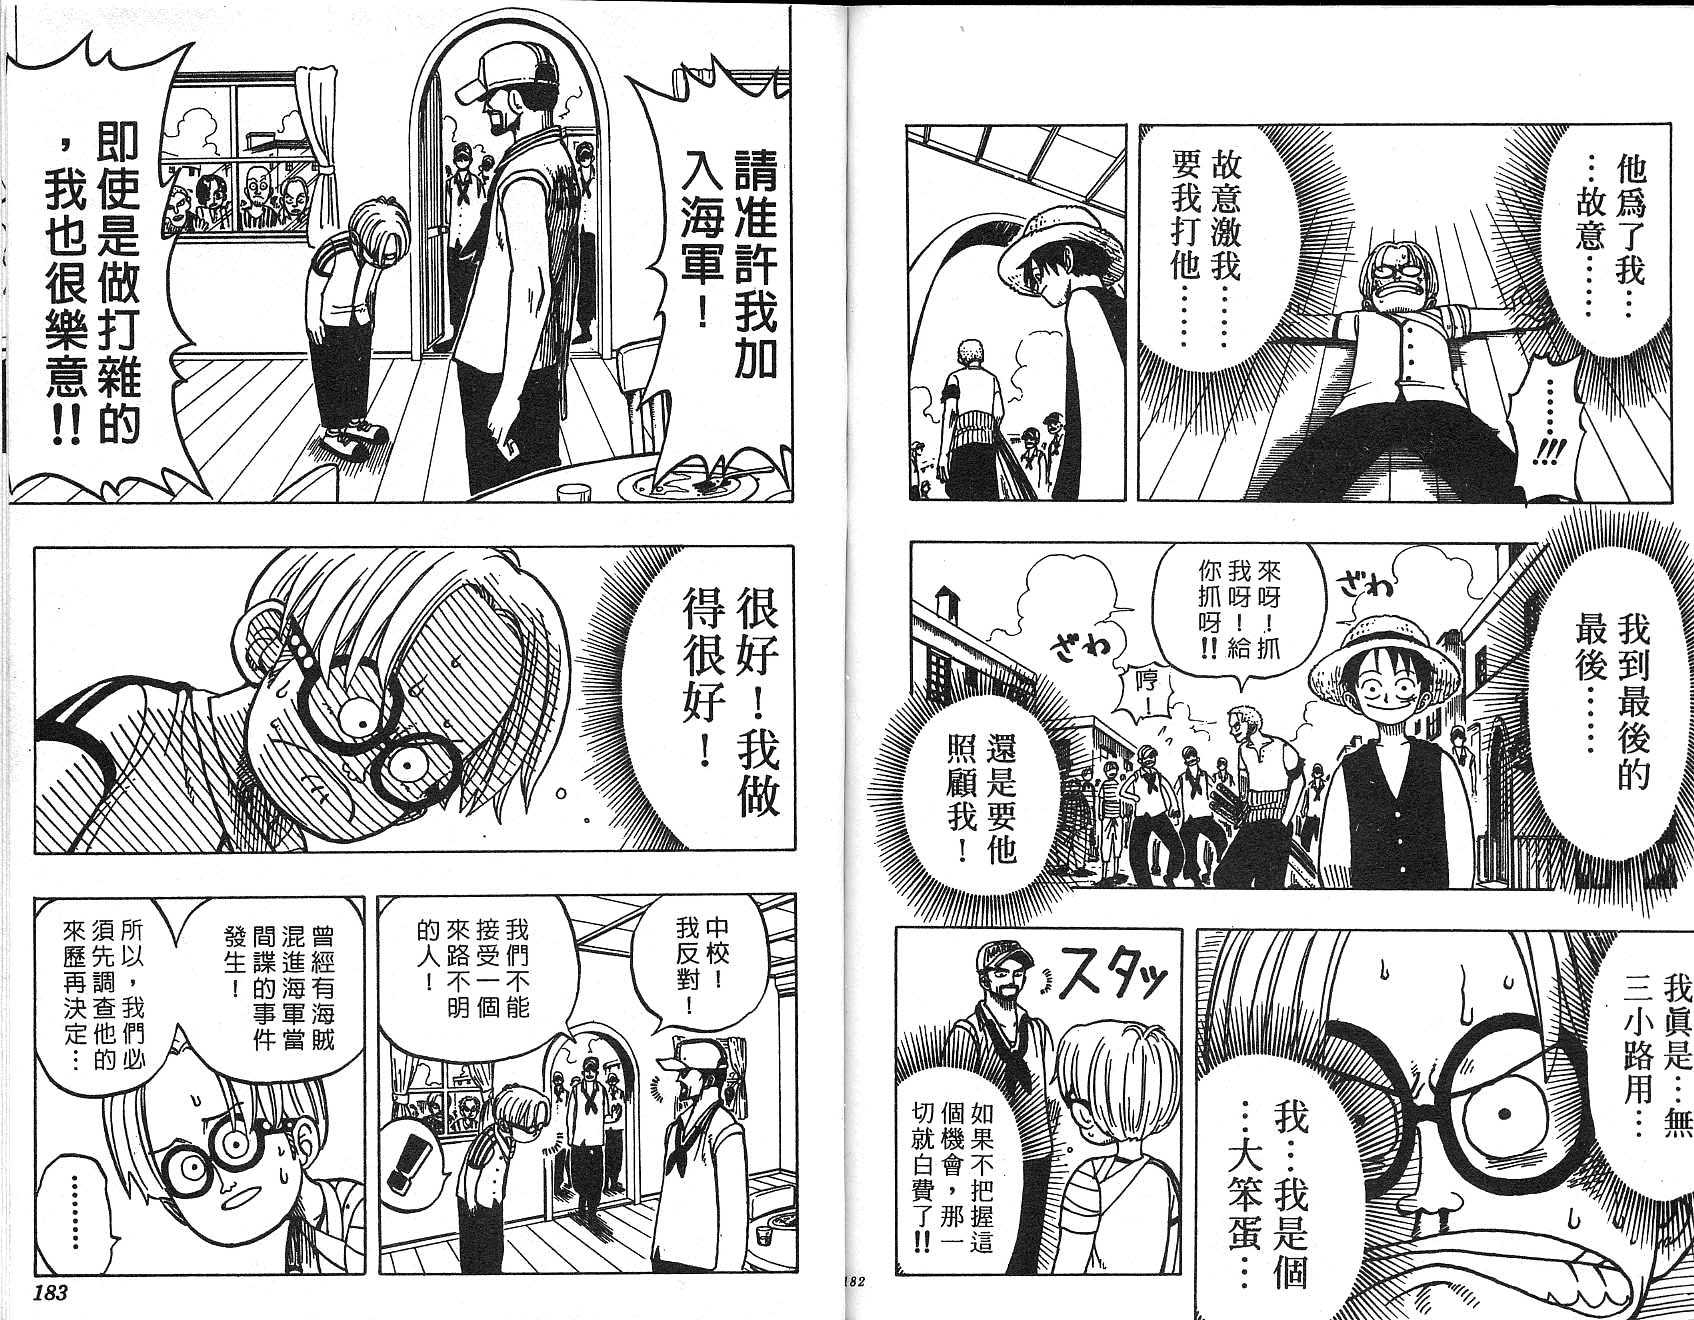 他爲了我…
…故意………
故意激我……
要我打他……
……!!!
我到最後的
最後……
ざわ
來呀！抓
我呀！給
你抓呀!!
哼！
ざわ
還是要他
照顧我！
我眞是…無
三小路用…
我…我是個
…大笨蛋…
スタッ
MARINE
如果不把握這
個機會，那一
切就白費了!!
182
請准許我加
入海軍！
即使是做打雜的
，我也很樂意!!
很好！我做
得很好！
中校！
我反對！
我們不能
接受一個
來路不明
的人！
!
曾經有海賊
混進海軍當
間諜的事件
發生！
所以，我們必
須先調查他的
來歷再決定…
………
183